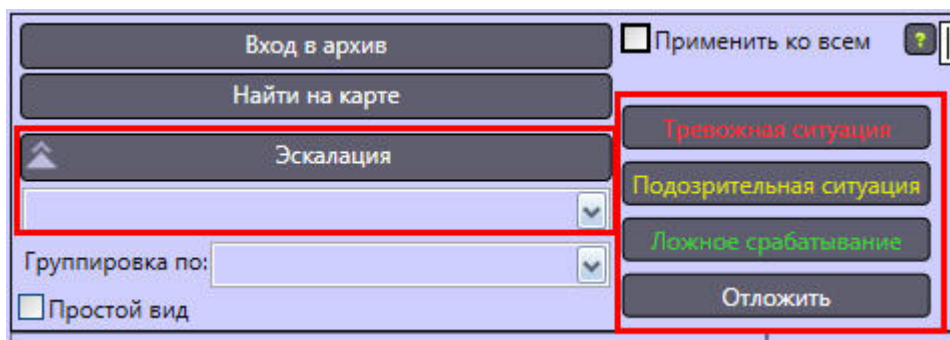 Вход в архив
Применить ко всем
?
Найти на карте
Эскалация
Группировка по:
Простой вид
Тревожная ситуация
Подозрительная ситуация
Ложное срабатывание
Отложить